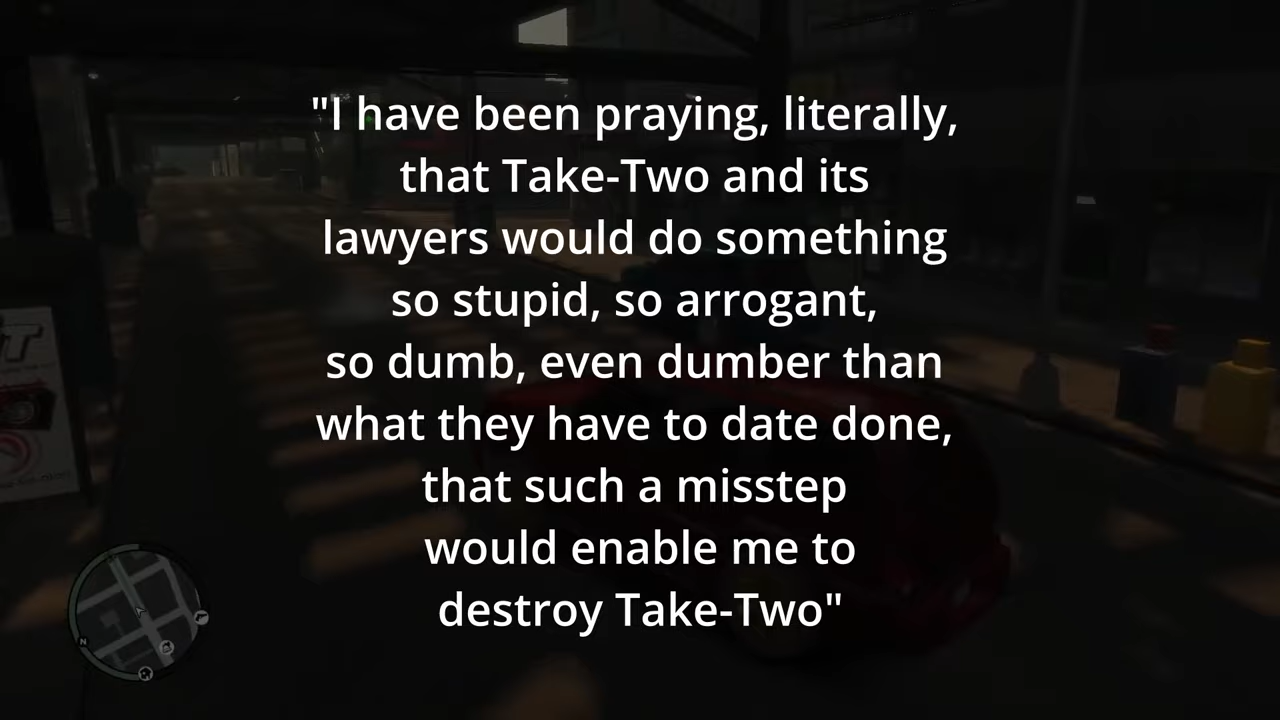 "I have been praying, literally,
that Take-Two and its
lawyers would do something
so stupid, so arrogant,
so dumb, even dumber than
what they have to date done,
that such a misstep
would enable me to
destroy Take-Two"
N